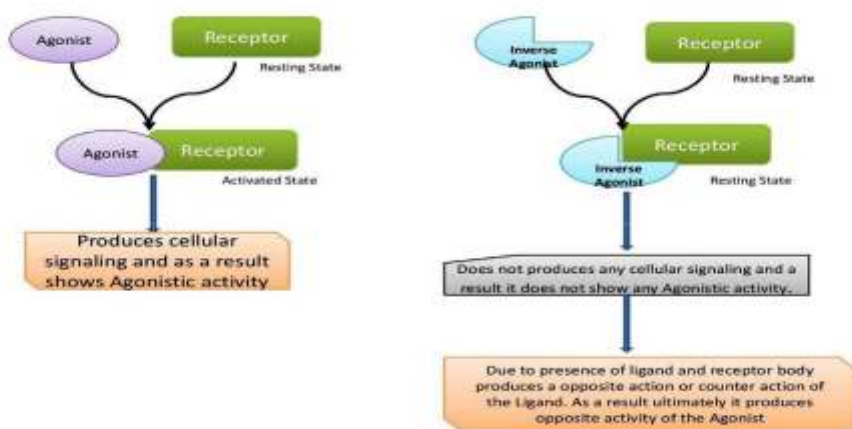 Agonist
Receptor
Resting State
Agonist
Receptor
Activated State
Produces cellular
signaling and as a result
shows Agonistic activity
Inverse
Agonist
Receptor
Resting State
Receptor
Inverse
Agonist
Resting State
Does not produces any cellular signaling and a
result it does not show any Agonistic activity.
Due to presence of ligand and receptor body
produces a opposite action or counter action of
the Ligand. As a result ultimately it produces
opposite activity of the Agonist